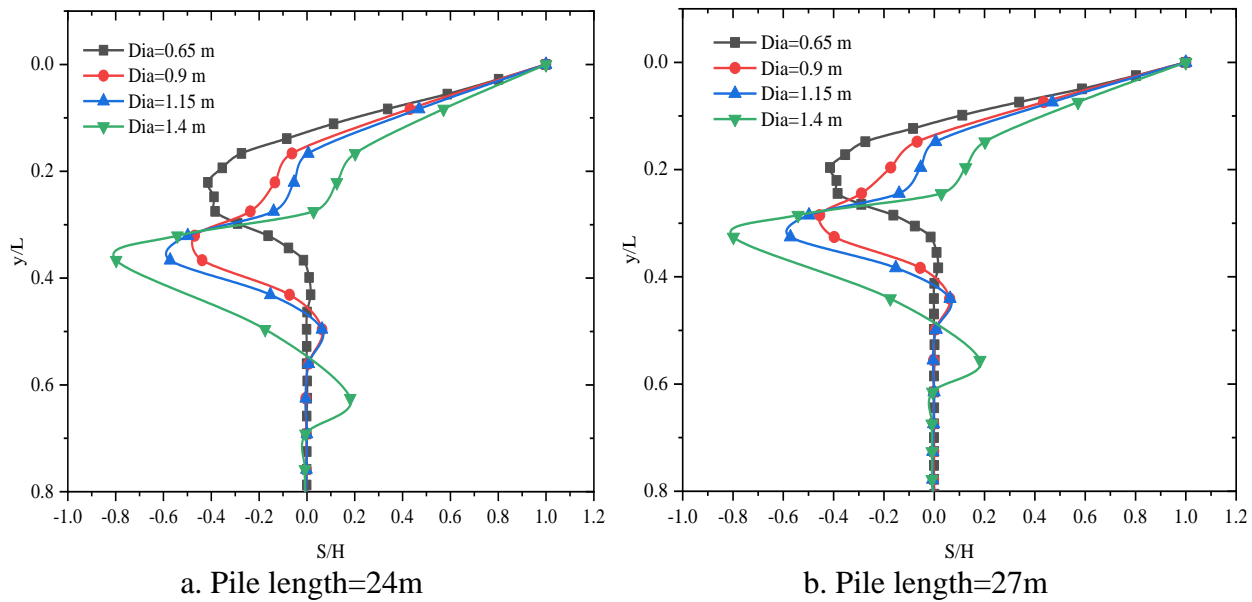 Dia=0.65 m
Dia=0.9 m
Dia=1.15 m
Dia=1.4 m
0.0
0.2
0.4
0.6
0.8
y/L
-1.0 -0.8 -0.6 -0.4 -0.2 0.0 0.2 0.4 0.6 0.8 1.0 1.2
S/H
a. Pile length=24m
Dia=0.65 m
Dia=0.9 m
Dia=1.15 m
Dia=1.4 m
0.0
0.2
0.4
0.6
0.8
y/L
-1.0 -0.8 -0.6 -0.4 -0.2 0.0 0.2 0.4 0.6 0.8 1.0 1.2
S/H
b. Pile length=27m